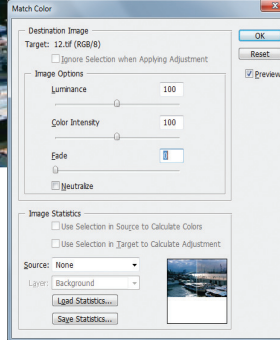 Match Color
Destination Image
Target: 12.tif (RGB/8)
Ignore Selection when Applying Adjustment
Image Options
Luminance 100
Color Intensity 100
Fade 0
Neutralize
Image Statistics
Use Selection in Source to Calculate Colors
Use Selection in Target to Calculate Adjustment
Source: None
Layer: Background
Load Statistics...
Save Statistics...
OK
Reset
Preview